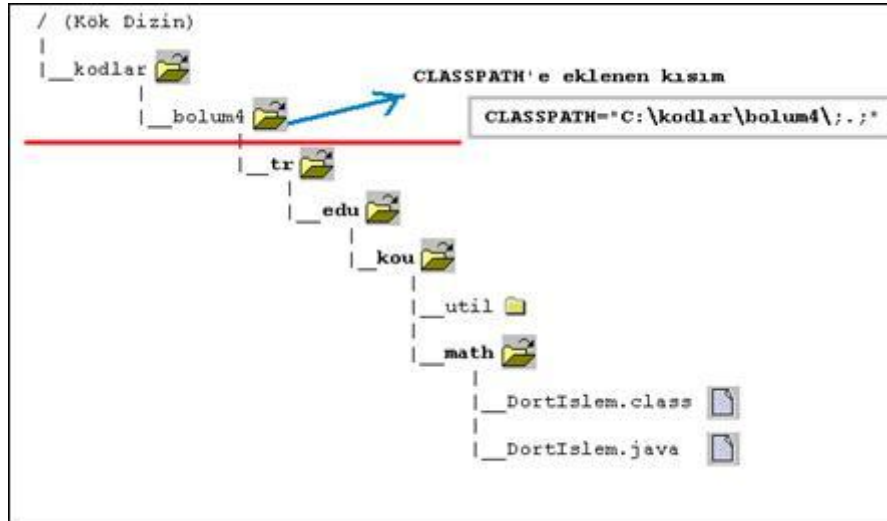 / (Kök Dizin)
|__kodlar
CLASSPATH'e eklenen kısım
|__bolum4
CLASSPATH="C:\kodlar\bolum4\;.;"
|__tr
|__edu
|__kou
|__util
|__math
|__DortIslem.class
|__DortIslem.java